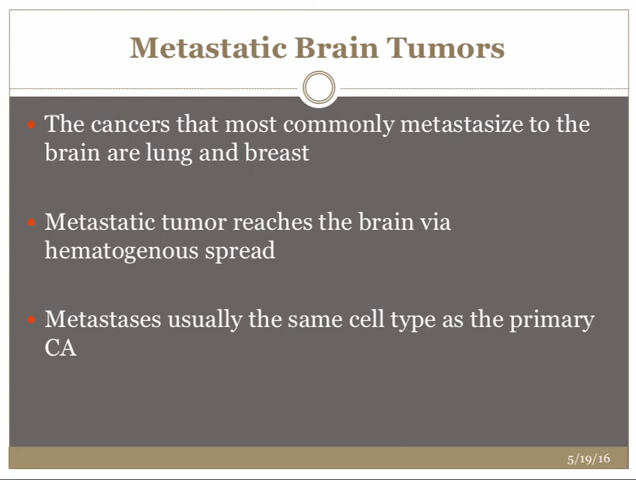 Metastatic Brain Tumors
The cancers that most commonly metastasize to the
brain are lung and breast
Metastatic tumor reaches the brain via
hematogenous spread
Metastases usually the same cell type as the primary
CA
5/19/16